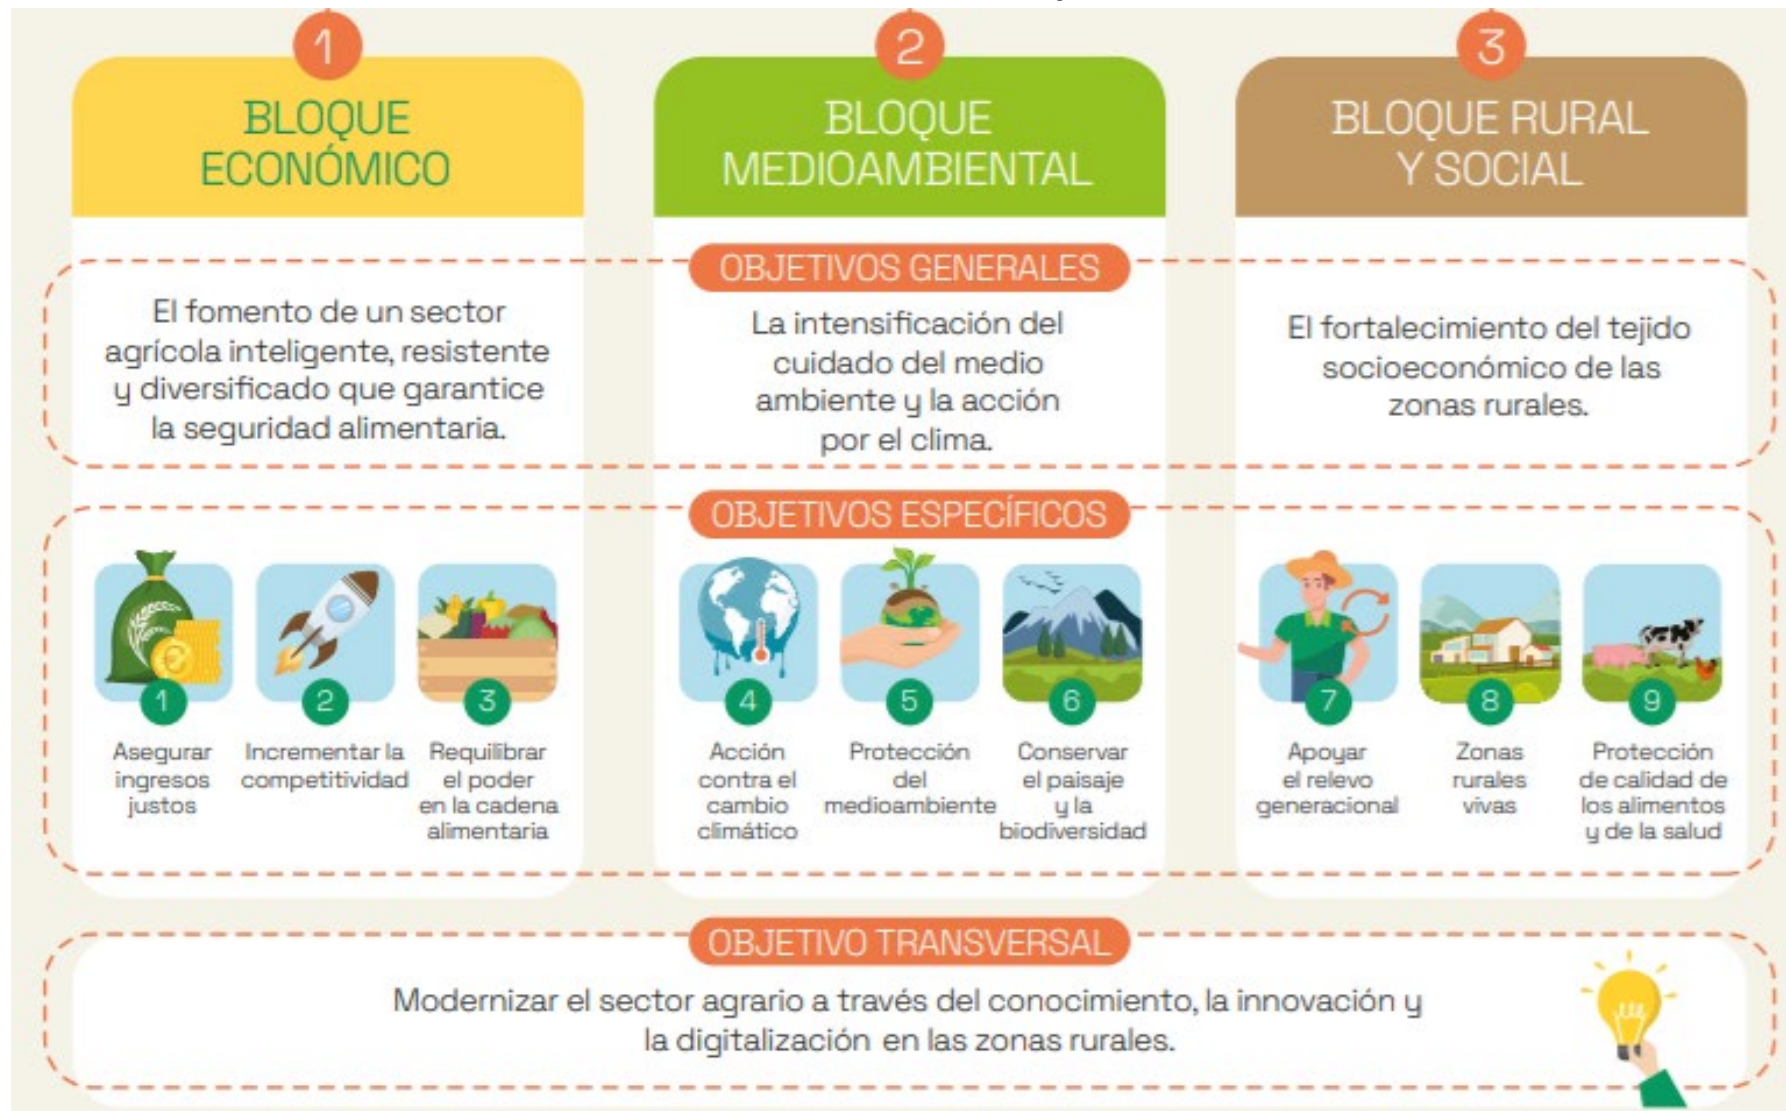 1
BLOQUE
ECONÓMICO
2
BLOQUE
MEDIOAMBIENTAL
3
BLOQUE RURAL
Y SOCIAL
OBJETIVOS GENERALES
El fomento de un sector
agrícola inteligente, resistente
y diversificado que garantice
la seguridad alimentaria.
La intensificación del
cuidado del medio
ambiente y la acción
por el clima.
El fortalecimiento del tejido
socioeconómico de las
zonas rurales.
OBJETIVOS ESPECÍFICOS
1
Asegurar
ingresos
justos
2
Incrementar la
competitividad
3
Requilibrar
el poder
en la cadena
alimentaria
4
Acción
contra el
cambio
climático
5
Protección
del
medioambiente
6
Conservar
el paisaje
y la
biodiversidad
7
Apoyar
el relevo
generacional
8
Zonas
rurales
vivas
9
Protección
de calidad de
los alimentos
y de la salud
OBJETIVO TRANSVERSAL
Modernizar el sector agrario a través del conocimiento, la innovación y
la digitalización en las zonas rurales.